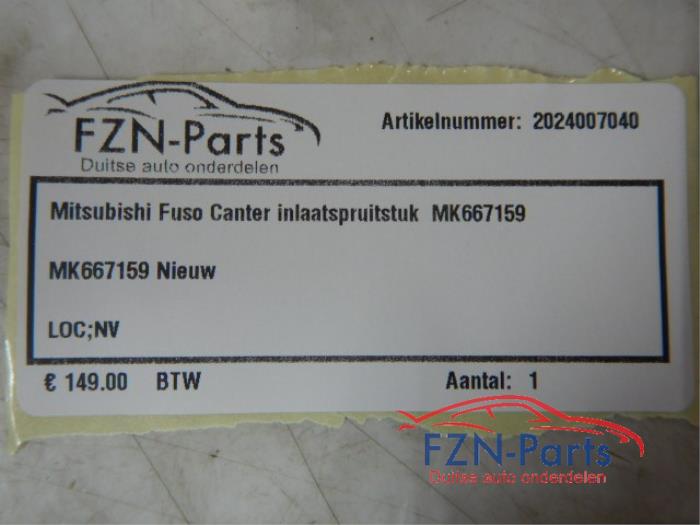 FZN-Parts
Duitse auto onderdelen
Artikelnummer: 2024007040
Mitsubishi Fuso Canter inlaatspruitstuk MK667159
MK667159 Nieuw
LOC;NV
€ 149.00 BTW
Aantal: 1
FZN-Parts
Duitse auto onderdelen